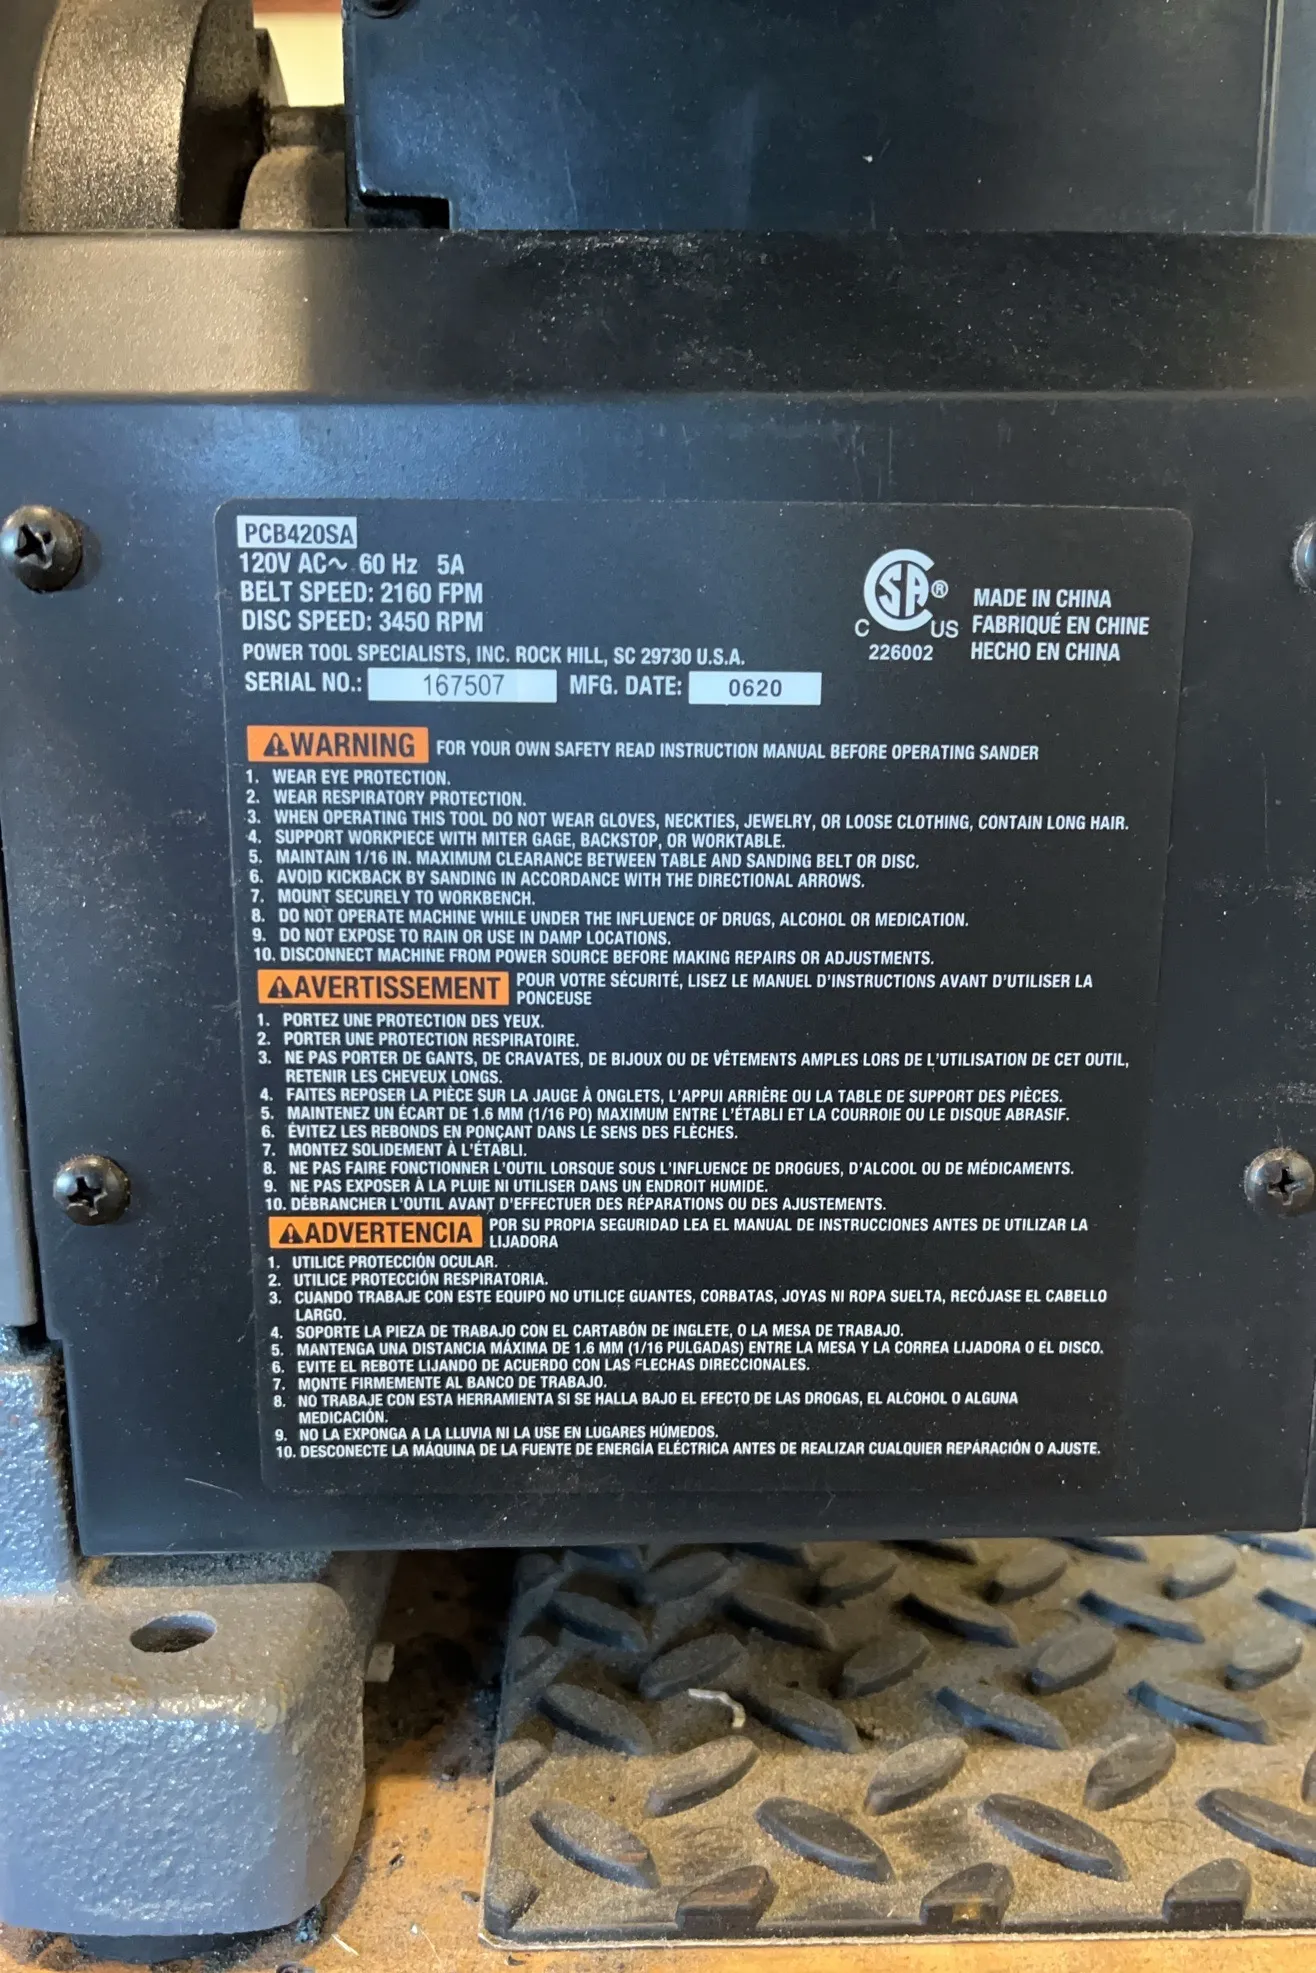 PCB420SA
120V AC~ 60 Hz 5A
BELT SPEED: 2160 FPM
DISC SPEED: 3450 RPM
POWER TOOL SPECIALISTS, INC. ROCK HILL, SC 29730 U.S.A.
SERIAL NO.: 167507 MFG. DATE: 0620
CSA®
C US
226002
MADE IN CHINA
FABRIQUÉ EN CHINE
HECHO EN CHINA
⚠WARNING FOR YOUR OWN SAFETY READ INSTRUCTION MANUAL BEFORE OPERATING SANDER
1. WEAR EYE PROTECTION.
2. WEAR RESPIRATORY PROTECTION.
3. WHEN OPERATING THIS TOOL DO NOT WEAR GLOVES, NECKTIES, JEWELRY, OR LOOSE CLOTHING, CONTAIN LONG HAIR.
4. SUPPORT WORKPIECE WITH MITER GAGE, BACKSTOP, OR WORKTABLE.
5. MAINTAIN 1/16 IN. MAXIMUM CLEARANCE BETWEEN TABLE AND SANDING BELT OR DISC.
6. AVOID KICKBACK BY SANDING IN ACCORDANCE WITH THE DIRECTIONAL ARROWS.
7. MOUNT SECURELY TO WORKBENCH.
8. DO NOT OPERATE MACHINE WHILE UNDER THE INFLUENCE OF DRUGS, ALCOHOL OR MEDICATION.
9. DO NOT EXPOSE TO RAIN OR USE IN DAMP LOCATIONS.
10. DISCONNECT MACHINE FROM POWER SOURCE BEFORE MAKING REPAIRS OR ADJUSTMENTS.
⚠AVERTISSEMENT POUR VOTRE SÉCURITÉ, LISEZ LE MANUEL D'INSTRUCTIONS AVANT D'UTILISER LA
PONCEUSE
1. PORTEZ UNE PROTECTION DES YEUX.
2. PORTER UNE PROTECTION RESPIRATOIRE.
3. NE PAS PORTER DE GANTS, DE CRAVATES, DE BIJOUX OU DE VÊTEMENTS AMPLES LORS DE L'UTILISATION DE CET OUTIL,
RETENIR LES CHEVEUX LONGS.
4. FAITES REPOSER LA PIÈCE SUR LA JAUGE À ONGLETS, L'APPUI ARRIÈRE OU LA TABLE DE SUPPORT DES PIÈCES.
5. MAINTENEZ UN ÉCART DE 1.6 MM (1/16 PO) MAXIMUM ENTRE L'ÉTABLI ET LA COURROIE OU LE DISQUE ABRASIF.
6. ÉVITEZ LES REBONDS EN PONÇANT DANS LE SENS DES FLÈCHES.
7. MONTEZ SOLIDEMENT À L'ÉTABLI.
8. NE PAS FAIRE FONCTIONNER L'OUTIL LORSQUE SOUS L'INFLUENCE DE DROGUES, D'ALCOOL OU DE MÉDICAMENTS.
9. NE PAS EXPOSER À LA PLUIE NI UTILISER DANS UN ENDROIT HUMIDE.
10. DÉBRANCHER L'OUTIL AVANT D'EFFECTUER DES RÉPARATIONS OU DES AJUSTEMENTS.
⚠ADVERTENCIA POR SU PROPIA SEGURIDAD LEA EL MANUAL DE INSTRUCCIONES ANTES DE UTILIZAR LA
LIJADORA
1. UTILICE PROTECCIÓN OCULAR.
2. UTILICE PROTECCIÓN RESPIRATORIA.
3. CUANDO TRABAJE CON ESTE EQUIPO NO UTILICE GUANTES, CORBATAS, JOYAS NI ROPA SUELTA, RECÓJASE EL CABELLO
LARGO.
4. SOPORTE LA PIEZA DE TRABAJO CON EL CARTABÓN DE INGLETE, O LA MESA DE TRABAJO.
5. MANTENGA UNA DISTANCIA MÁXIMA DE 1.6 MM (1/16 PULGADAS) ENTRE LA MESA Y LA CORREA LIJADORA O EL DISCO.
6. EVITE EL REBOTE LIJANDO DE ACUERDO CON LAS FLECHAS DIRECCIONALES.
7. MONTE FIRMEMENTE AL BANCO DE TRABAJO.
8. NO TRABAJE CON ESTA HERRAMIENTA SI SE HALLA BAJO EL EFECTO DE LAS DROGAS, EL ALCOHOL O ALGUNA
MEDICACIÓN.
9. NO LA EXPONGA A LA LLUVIA NI LA USE EN LUGARES HÚMEDOS.
10. DESCONECTE LA MÁQUINA DE LA FUENTE DE ENERGÍA ELÉCTRICA ANTES DE REALIZAR CUALQUIER REPARACIÓN O AJUSTE.